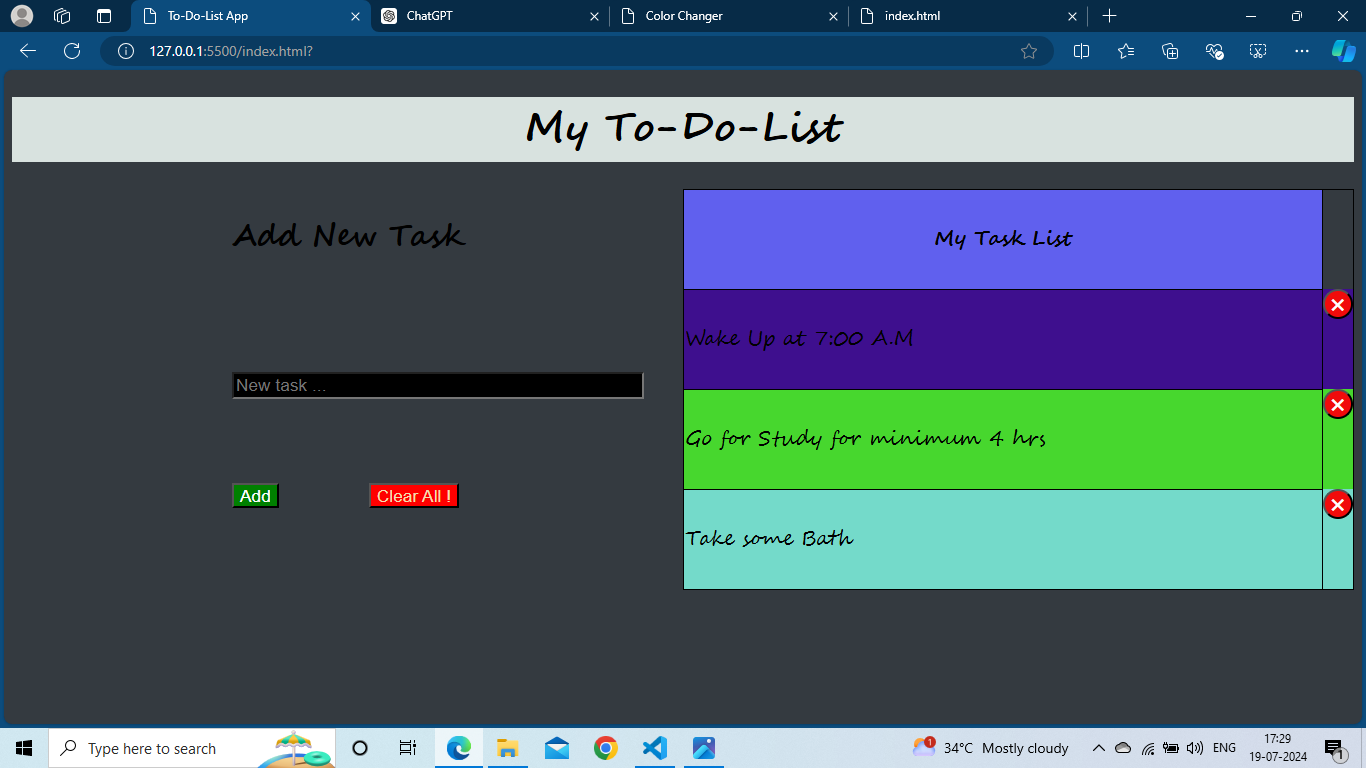 To-Do-List App
ChatGPT
Color Changer
index.html
127.0.0.1:5500/index.html?
My To-Do-List
Add New Task
New task ...
Add
Clear All !
My Task List
Wake Up at 7:00 A.M
Go for Study for minimum 4 hrs
Take some Bath
Type here to search
1
34°C Mostly cloudy
ENG
17:29
19-07-2024
1